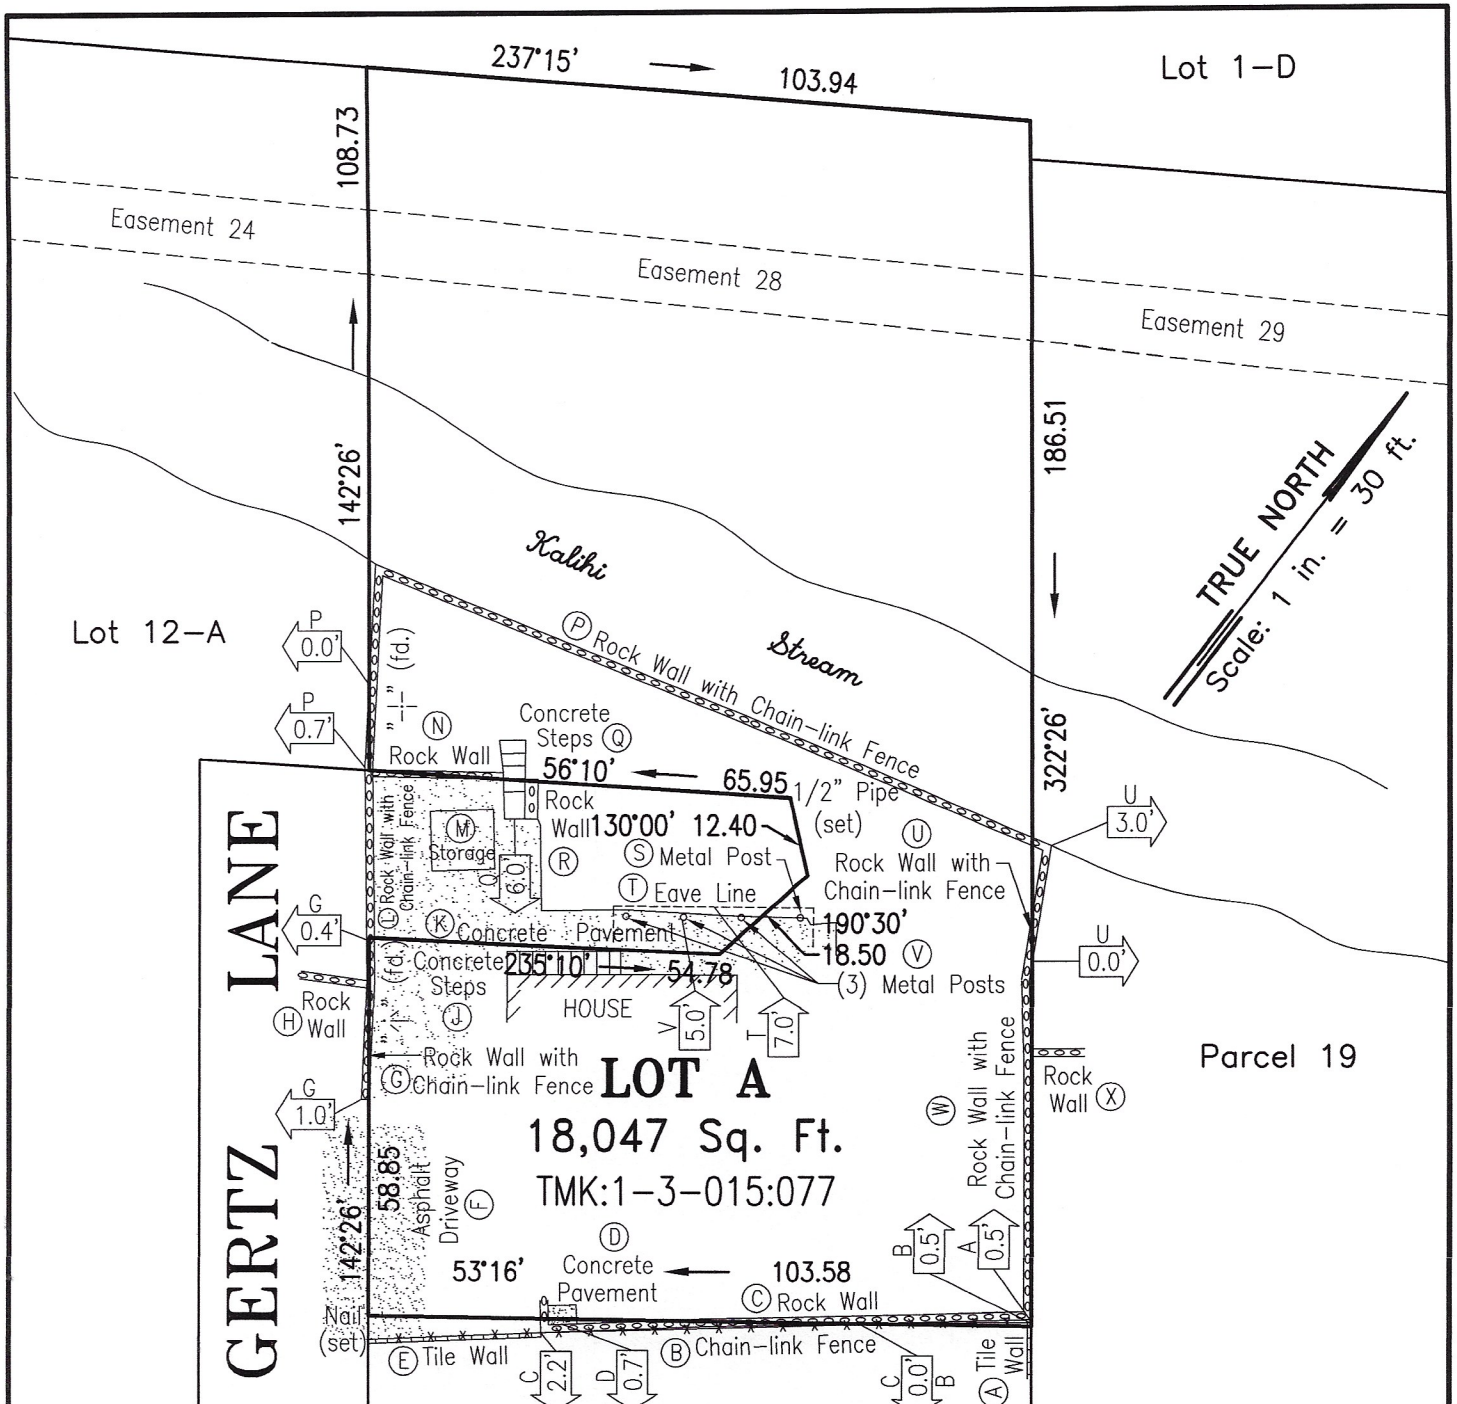 237°15'
103.94
Lot 1-D
108.73
Easement 24
Easement 28
Easement 29
142°26'
186.51
TRUE NORTH
Scale: 1 in. = 30 ft.
Kalihi
Stream
Lot 12-A
P
0.0'
" " (fd.)
P
Rock Wall with Chain-link Fence
322°26'
P
0.7'
N
Rock Wall
Concrete
Steps
Q
56°10'
65.95
1/2" Pipe
(set)
U
3.0'
Rock
Wall
R
130°00'
12.40
U
Rock Wall with
Chain-link Fence
M
Storage
L
Rock Wall with
Chain-link Fence
Q
6.0'
S
Metal Post
T
Eave Line
GERTZ LANE
G
0.4'
K
Concrete Pavement
190°30'
18.50
V
(3) Metal Posts
U
0.0'
Concrete
Steps
J
235°10'
54.78
HOUSE
" " (fd.)
Rock
Wall
H
V
5.0'
T
7.0'
Rock Wall with
Chain-link Fence
G
LOT A
18,047 Sq. Ft.
TMK:1-3-015:077
W
Rock Wall with
Chain-link Fence
Rock
Wall
X
Parcel 19
G
1.0'
142°26'
58.85
Asphalt
Driveway
F
53°16'
D
Concrete
Pavement
103.58
C
Rock Wall
B
0.5'
A
0.5'
Nail
(set)
E
Tile Wall
B
Chain-link Fence
C
2.2'
D
0.7'
C
0.0'
B
A
Tile
Wall